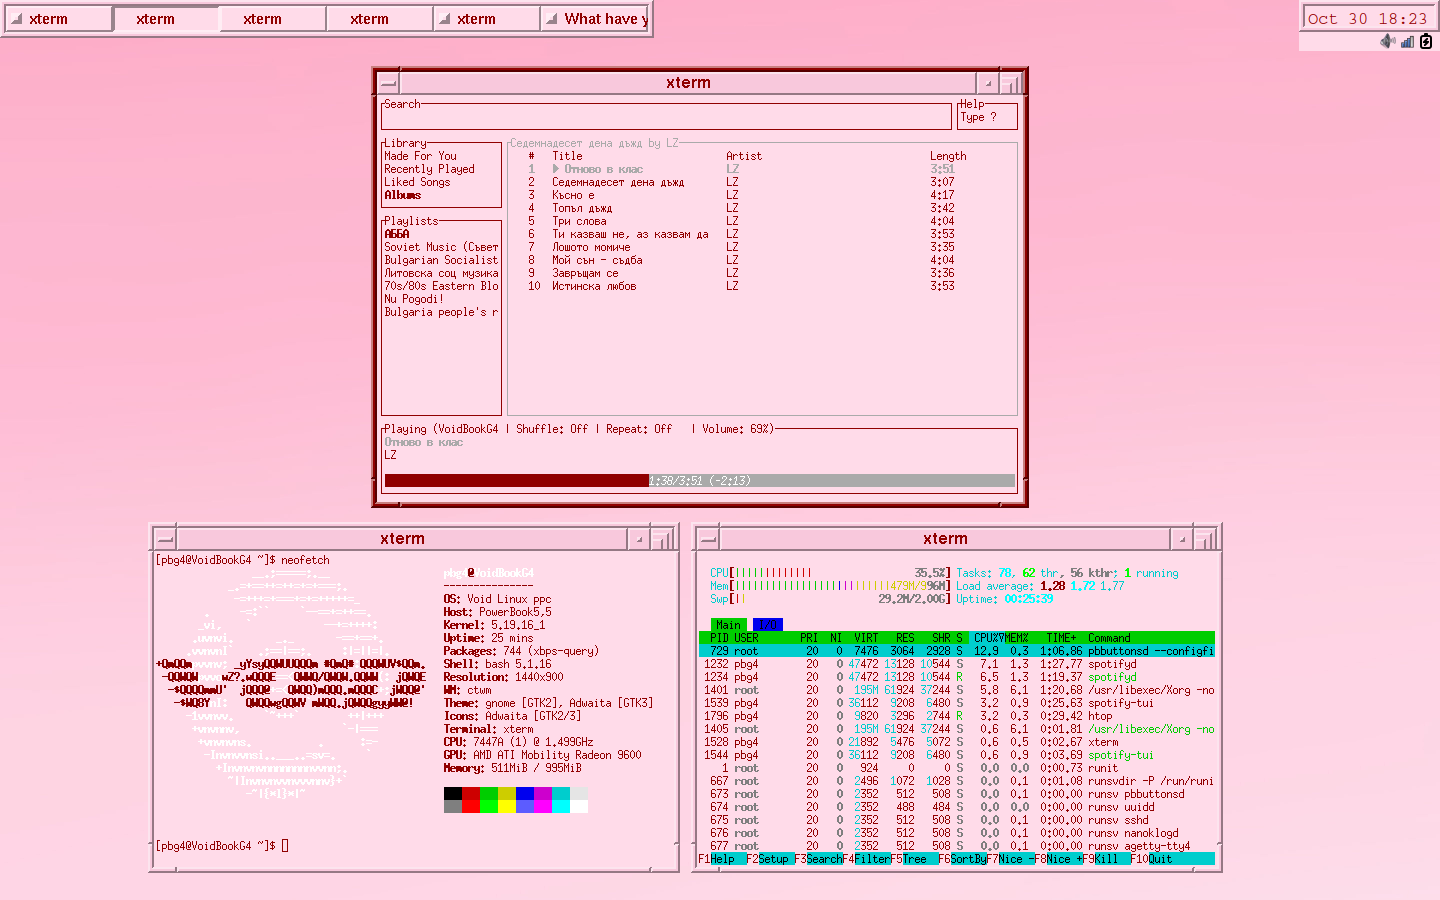 xterm
xterm
xterm
xterm
xterm
What have y
Oct 30 18:23
xterm
Search
Help
Type ?
Library
Made For You
Recently Played
Liked Songs
Albums
Playlists
АББА
Soviet Music (Съвет
Bulgarian Socialist
Литовска соц музика
70s/80s Eastern Blo
Nu Pogodi!
Bulgaria people's r
Седемнадесет дена дъжд by LZ
# Title Artist Length
1 Отново в клас LZ 3:51
2 Седемнадесет дена дъжд LZ 3:07
3 Късно е LZ 4:17
4 Топъл дъжд LZ 3:42
5 Три слова LZ 4:04
6 Ти казваш не, аз казвам да LZ 3:53
7 Лошото момиче LZ 3:35
8 Мой сън - съдба LZ 4:04
9 Завръщам се LZ 3:36
10 Истинска любов LZ 3:53
Playing (VoidBookG4 | Shuffle: Off | Repeat: Off | Volume: 69%)
Отново в клас
LZ
1:38/3:51 (-2:13)
xterm
[pbg4@VoidBookG4 ~]$ neofetch
pbg4@VoidBookG4
---------------
OS: Void Linux ppc
Host: PowerBook5,5
Kernel: 5.19.16_1
Uptime: 25 mins
Packages: 744 (xbps-query)
Shell: bash 5.1.16
Resolution: 1440x900
WM: ctwm
Theme: gnome [GTK2], Adwaita [GTK3]
Icons: Adwaita [GTK2/3]
Terminal: xterm
CPU: 7447A (1) @ 1.499GHz
GPU: AMD ATI Mobility Radeon 9600
Memory: 511MiB / 995MiB
[pbg4@VoidBookG4 ~]$
xterm
CPU[||||||||||||| 35.5%] Tasks: 78, 62 thr, 56 kthr; 1 running
Mem[||||||||||||||||||||||||||479M/996M] Load average: 1.28 1.72 1.77
Swp[|| 29.2M/2.00G] Uptime: 00:25:39
Main I/O
PID USER PRI NI VIRT RES SHR S CPU%▽MEM% TIME+ Command
729 root 20 0 7476 3064 2928 S 12.9 0.3 1:06.86 pbbuttonsd --configfi
1232 pbg4 20 0 47472 13128 10544 S 7.1 1.3 1:27.77 spotifyd
1234 pbg4 20 0 47472 13128 10544 R 6.5 1.3 1:19.37 spotifyd
1401 root 20 0 195M 61924 37244 S 5.8 6.1 1:20.68 /usr/libexec/Xorg -no
1539 pbg4 20 0 36112 9208 6480 S 3.2 0.9 0:25.63 spotify-tui
1796 pbg4 20 0 9820 3296 2744 R 3.2 0.3 0:29.42 htop
1405 root 20 0 195M 61924 37244 S 0.6 6.1 0:01.81 /usr/libexec/Xorg -no
1528 pbg4 20 0 21892 5476 5072 S 0.6 0.5 0:02.67 xterm
1544 pbg4 20 0 36112 9208 6480 S 0.6 0.9 0:03.69 spotify-tui
1 root 20 0 924 0 0 S 0.0 0.0 0:00.73 runit
667 root 20 0 2496 1072 1028 S 0.0 0.1 0:01.08 runsvdir -P /run/runi
673 root 20 0 2352 512 508 S 0.0 0.1 0:00.00 runsv pbbuttonsd
674 root 20 0 2352 488 484 S 0.0 0.0 0:00.00 runsv uuidd
675 root 20 0 2352 512 508 S 0.0 0.1 0:00.00 runsv sshd
676 root 20 0 2352 512 508 S 0.0 0.1 0:00.00 runsv nanoklogd
677 root 20 0 2352 512 508 S 0.0 0.1 0:00.00 runsv agetty-tty4
F1Help F2Setup F3SearchF4FilterF5Tree F6SortByF7Nice -F8Nice +F9Kill F10Quit